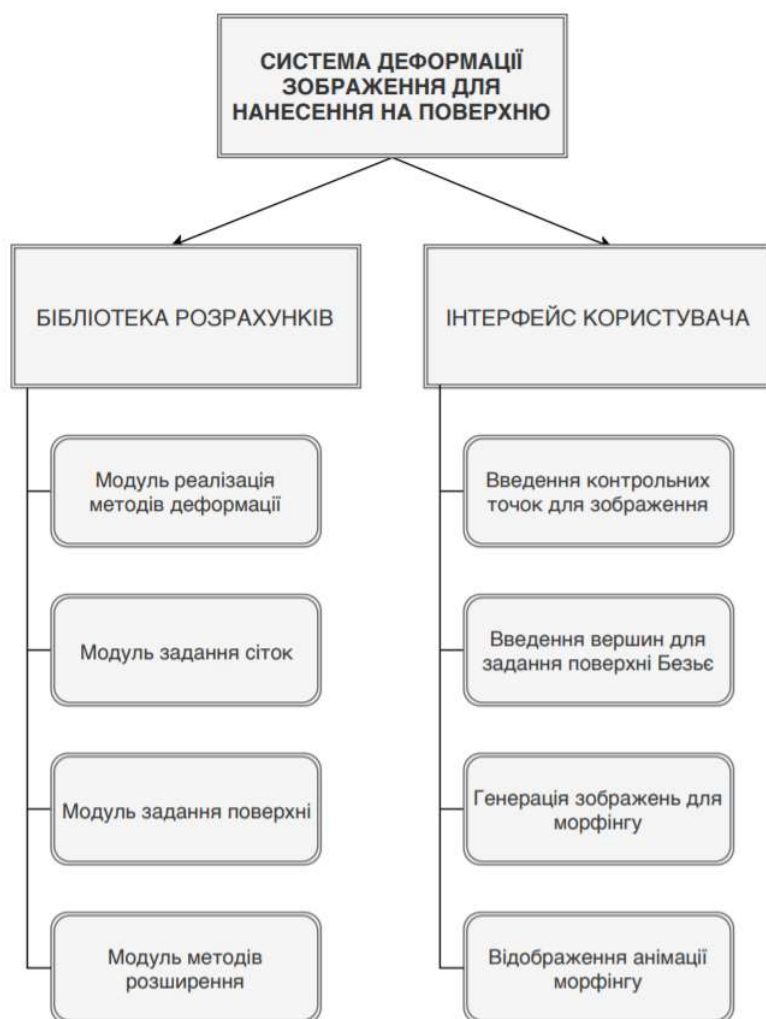 СИСТЕМА ДЕФОРМАЦІЇ
ЗОБРАЖЕННЯ ДЛЯ
НАНЕСЕННЯ НА ПОВЕРХНЮ
БІБЛІОТЕКА РОЗРАХУНКІВ
Модуль реалізація
методів деформації
Модуль задання сіток
Модуль задання поверхні
Модуль методів
розширення
ІНТЕРФЕЙС КОРИСТУВАЧА
Введення контрольних
точок для зображення
Введення вершин для
задання поверхні Безьє
Генерація зображень для
морфінгу
Відображення анімації
морфінгу